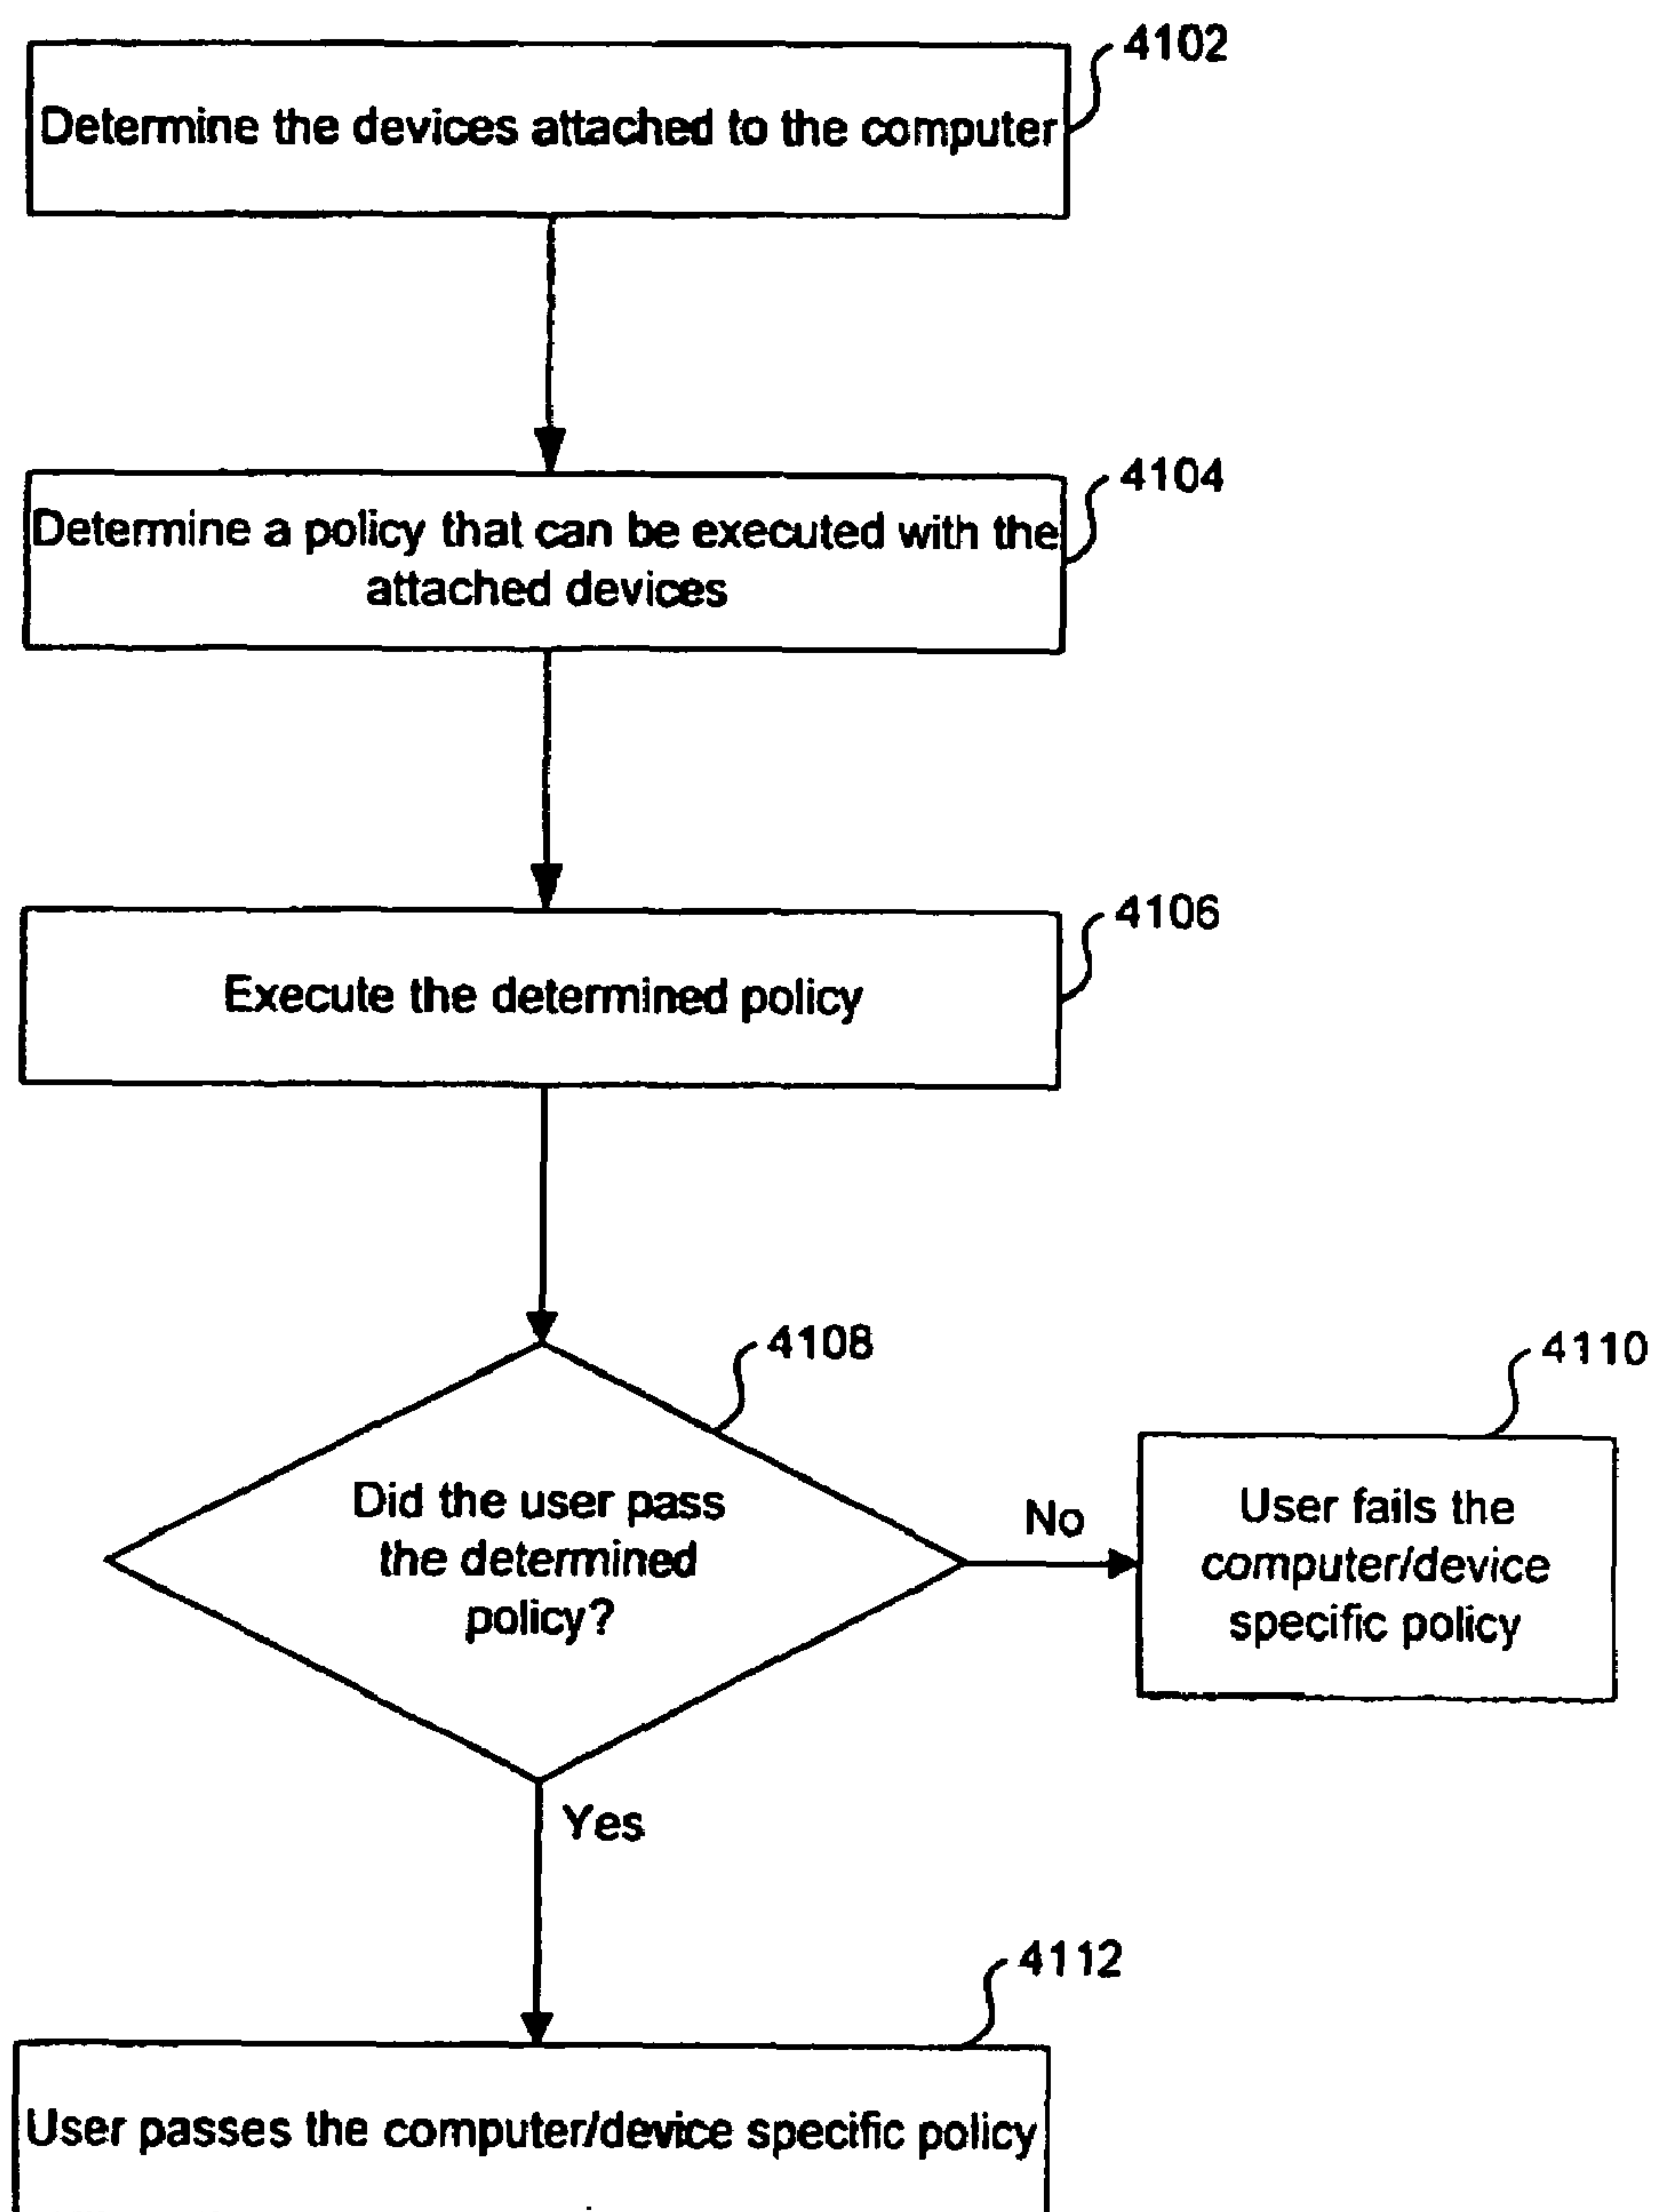 4102
Determine the devices attached to the computer
4104
Determine a policy that can be executed with the
attached devices
4106
Execute the determined policy
4108
Did the user pass
the determined
policy?
No
4110
User fails the
computer/device
specific policy
Yes
4112
User passes the computer/device specific policy